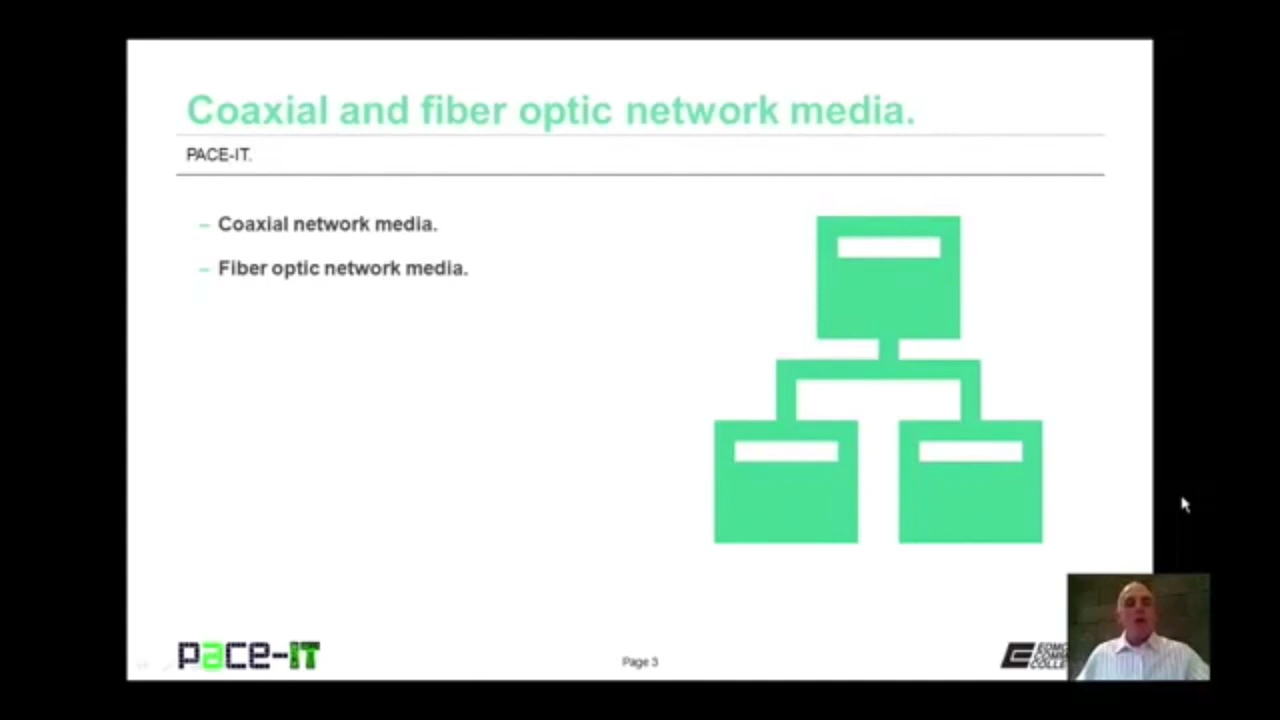 Coaxial and fiber optic network media.
PACE-IT.
– Coaxial network media.
– Fiber optic network media.
pace-IT
Page 3